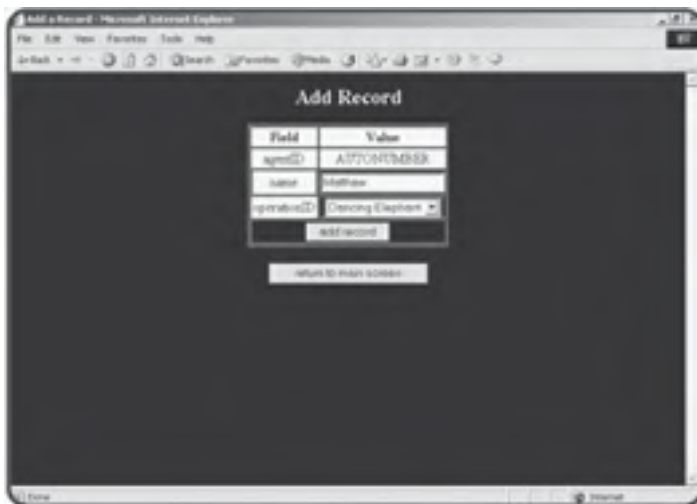 Add a Record - Microsoft Internet Explorer
File Edit View Favorites Tools Help
Back Search Favorites Media
Add Record
Field Value
agentID AUTONUMBER
name Matthew
operationID Dancing Elephant
add record
return to main screen
Done Internet